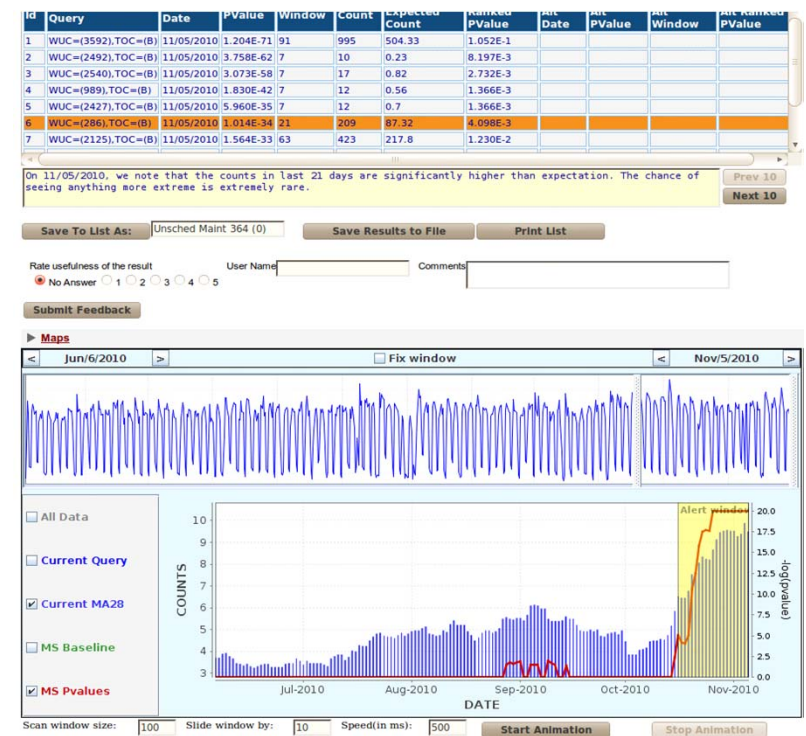 Id Query Date PValue Window Count Expected Count Ranked PValue Alt Date Alt PValue Alt Window Alt Ranked PValue
1 WUC=(3592),TOC=(B) 11/05/2010 1.204E-71 91 995 504.33 1.052E-1
2 WUC=(2492),TOC=(B) 11/05/2010 3.758E-62 7 10 0.23 8.197E-3
3 WUC=(2540),TOC=(B) 11/05/2010 3.073E-58 7 17 0.82 2.732E-3
4 WUC=(989),TOC=(B) 11/05/2010 1.830E-42 7 12 0.56 1.366E-3
5 WUC=(2427),TOC=(B) 11/05/2010 5.960E-35 7 12 0.7 1.366E-3
6 WUC=(286),TOC=(B) 11/05/2010 1.014E-34 21 209 87.32 4.098E-3
7 WUC=(2125),TOC=(B) 11/05/2010 1.564E-33 63 423 217.8 1.230E-2
On 11/05/2010, we note that the counts in last 21 days are significantly higher than expectation. The chance of
seeing anything more extreme is extremely rare.
Prev 10
Next 10
Save To List As: Unsched Maint 364 (0) Save Results to File Print List
Rate usefulness of the result User Name Comments
No Answer 1 2 3 4 5
Submit Feedback
Maps
< Jun/6/2010 > Fix window < Nov/5/2010 >
All Data
Current Query
Current MA28
MS Baseline
MS Pvalues
COUNTS
10
9
8
7
6
5
4
3
Alert window
20.0
17.5
15.0
12.5
10.0
7.5
5.0
2.5
0.0
-log(pvalue)
Jul-2010 Aug-2010 Sep-2010 Oct-2010 Nov-2010
DATE
Scan window size: 100 Slide window by: 10 Speed(in ms): 500 Start Animation Stop Animation